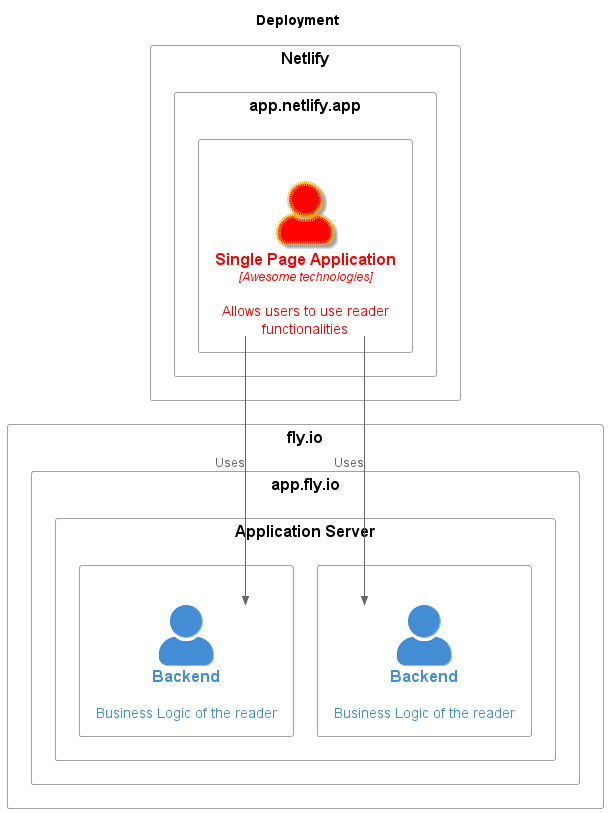 Deployment
Netlify
app.netlify.app
Single Page Application
[Awesome technologies]
Allows users to use reader
functionalities
fly.io
Uses
Uses
app.fly.io
Application Server
Backend
Backend
Business Logic of the reader
Business Logic of the reader